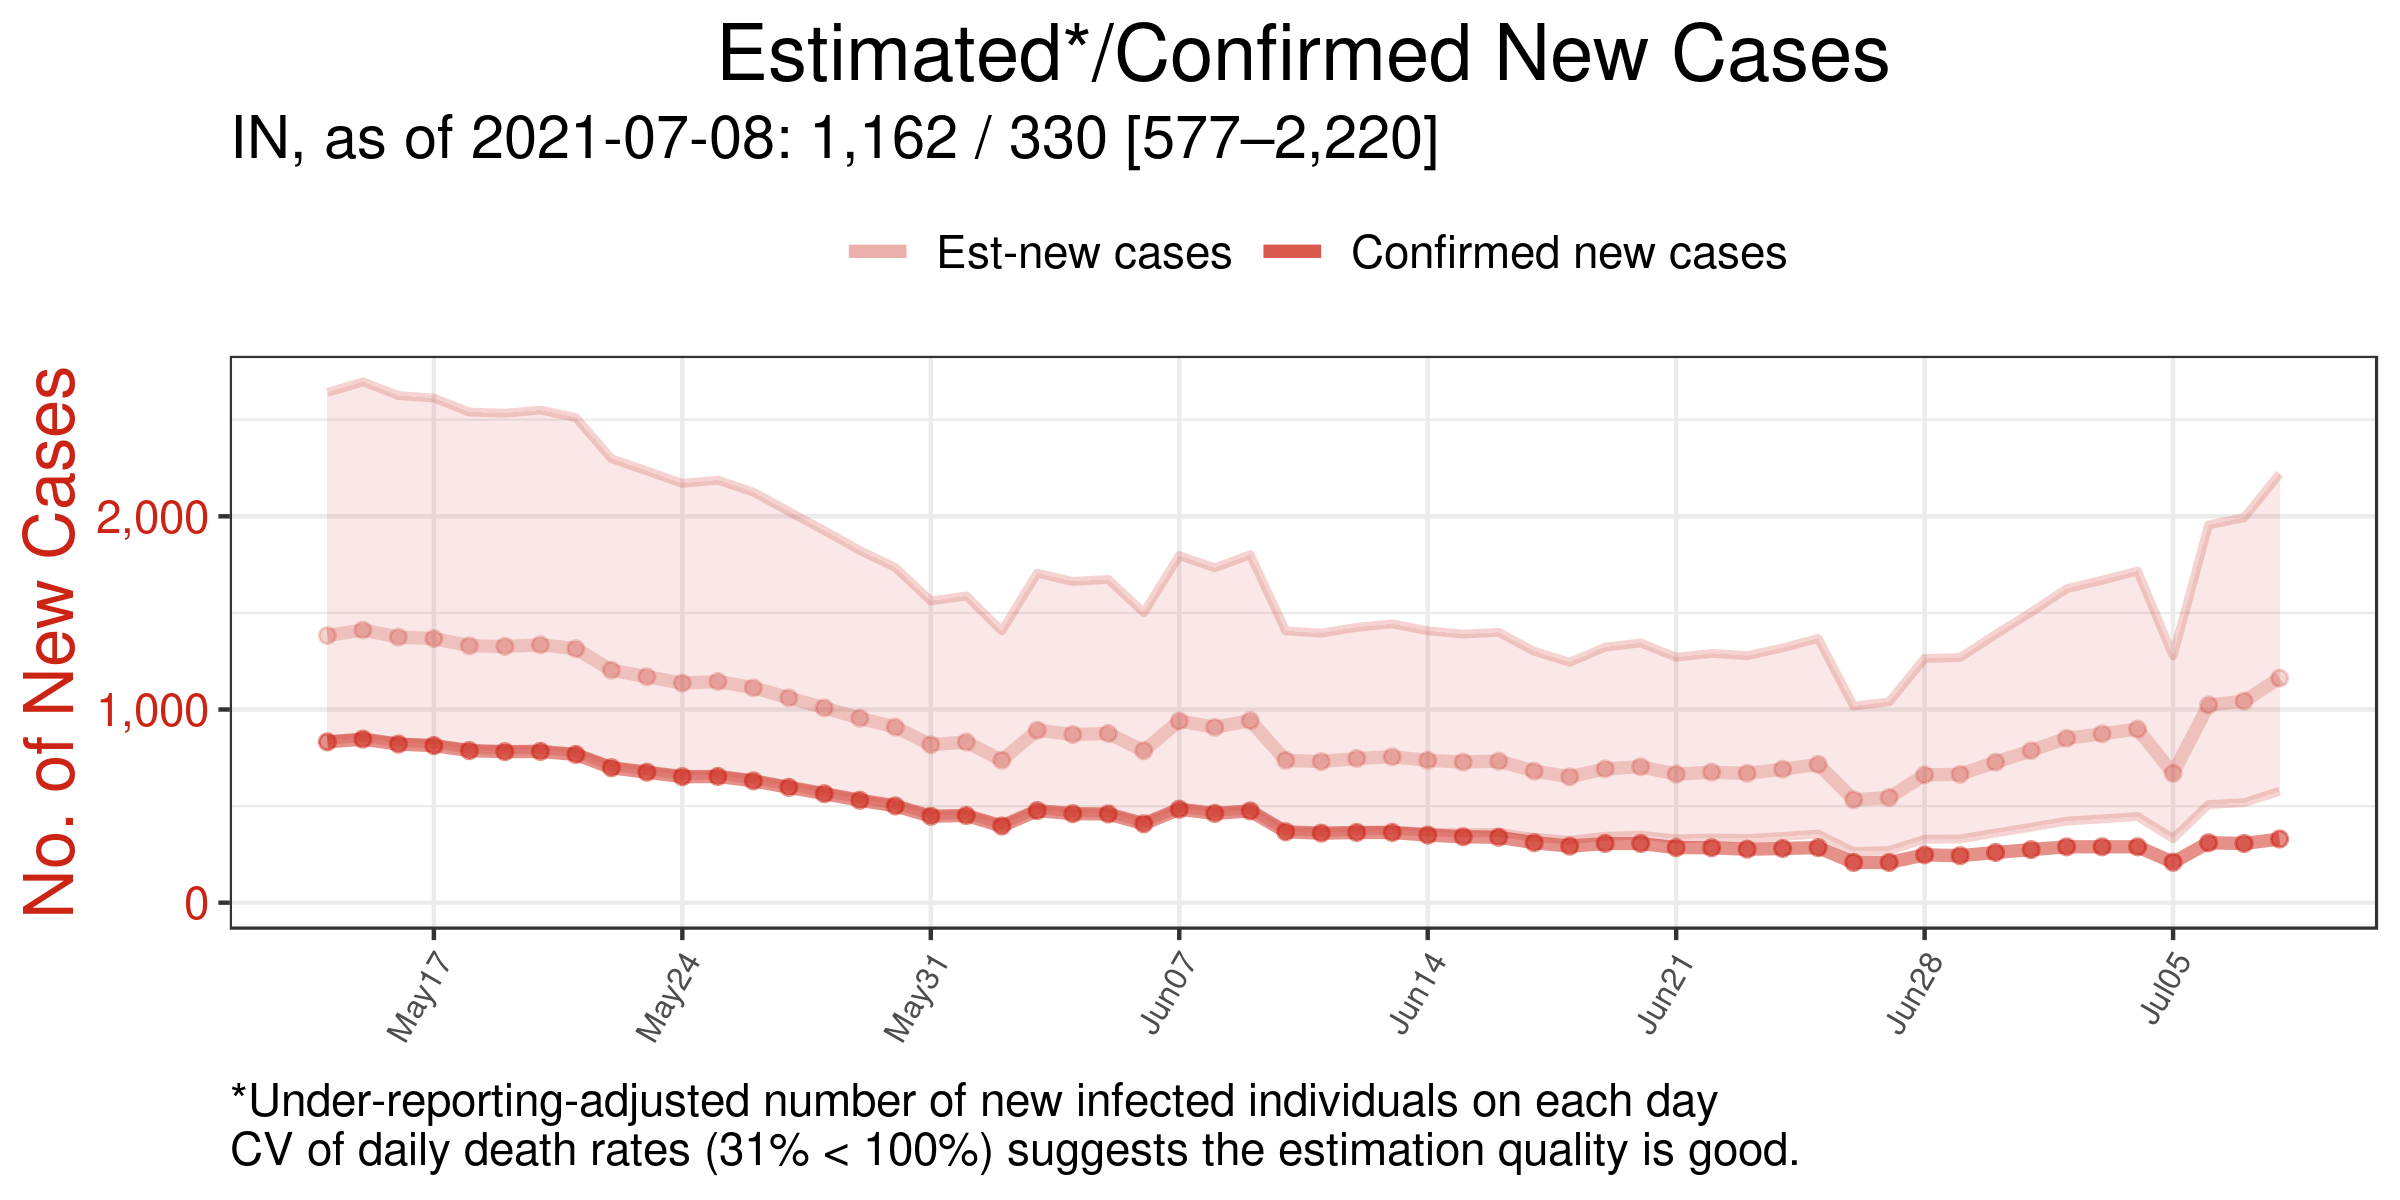 Estimated*/Confirmed New Cases
IN, as of 2021-07-08: 1,162 / 330 [577–2,220]
Est-new cases
Confirmed new cases
No. of New Cases
2,000
1,000
0
May17
May24
May31
Jun07
Jun14
Jun21
Jun28
Jul05
*Under-reporting-adjusted number of new infected individuals on each day
CV of daily death rates (31% < 100%) suggests the estimation quality is good.